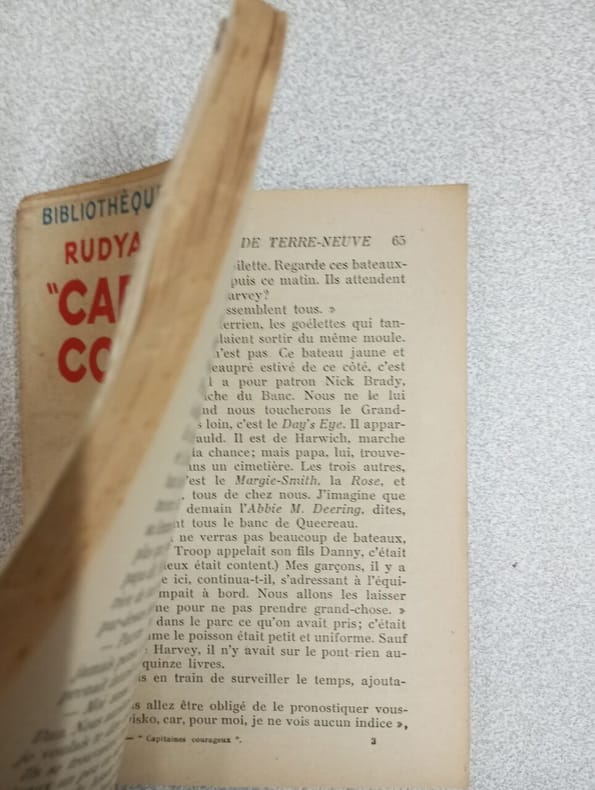 BIBLIOTHÈQU
RUDYA
"CA
CO
DE TERRE-NEUVE 65
ilette. Regarde ces bateaux-
puis ce matin. Ils attendent
arvey?
ssemblent tous. »
errien, les goélettes qui tan-
laient sortir du même moule.
n'est pas Ce bateau jaune et
eaupré estivé de ce côté, c'est
l a pour patron Nick Brady,
che du Banc. Nous ne le lui
nd nous toucherons le Grand-
s loin, c'est le Day's Eye. Il appar-
auld. Il est de Harwich, marche
la chance; mais papa, lui, trouve-
ans un cimetière. Les trois autres,
'est le Margie-Smith, la Rose, et
, tous de chez nous. J'imagine que
demain l'Abbie M. Deering, dites,
nt tous le banc de Queereau.
ne verras pas beaucoup de bateaux,
Troop appelait son fils Danny, c'était
ieux était content.) Mes garçons, il y a
e ici, continua-t-il, s'adressant à l'équi-
mpait à bord. Nous allons les laisser
ne pour ne pas prendre grand-chose. »
dans le parc ce qu'on avait pris; c'était
me le poisson était petit et uniforme. Sauf
Harvey, il n'y avait sur le pont rien au-
quinze livres.
s en train de surveiller le temps, ajouta-
s allez être obligé de le pronostiquer vous-
isko, car, pour moi, je ne vois aucun indice »,
— " Capitaines courageux ". 3